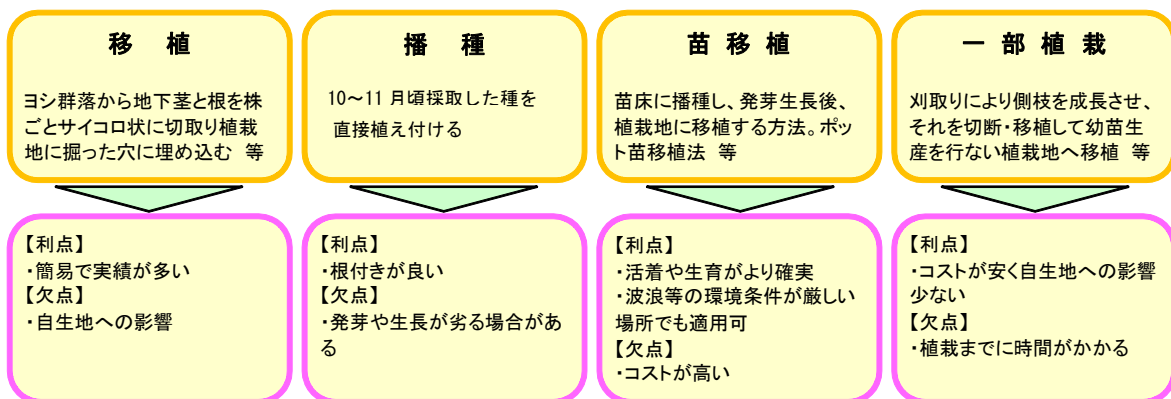 移 植
ヨシ群落から地下茎と根を株
ごとサイコロ状に切取り植栽
地に掘った穴に埋め込む 等
播 種
10～11 月頃採取した種を
直接植え付ける
苗 移 植
苗床に播種し、発芽生長後、
植栽地に移植する方法。ポッ
ト苗移植法 等
一 部 植 栽
刈取りにより側枝を成長させ、
それを切断・移植して幼苗生
産を行ない植栽地へ移植 等
【利点】
・簡易で実績が多い
【欠点】
・自生地への影響
【利点】
・根付きが良い
【欠点】
・発芽や生長が劣る場合があ
る
【利点】
・活着や生育がより確実
・波浪等の環境条件が厳しい
場所でも適用可
【欠点】
・コストが高い
【利点】
・コストが安く自生地への影響
少ない
【欠点】
・植栽までに時間がかかる